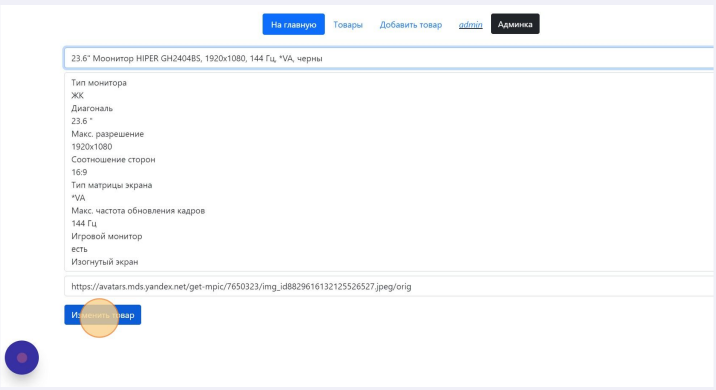 На главную Товары Добавить товар admin Админка
23.6" Моонитор HIPER GH2404BS, 1920x1080, 144 Гц, *VA, черны
Тип монитора
ЖК
Диагональ
23.6 "
Макс. разрешение
1920x1080
Соотношение сторон
16:9
Тип матрицы экрана
*VA
Макс. частота обновления кадров
144 Гц
Игровой монитор
есть
Изогнутый экран
https://avatars.mds.yandex.net/get-mpic/7650323/img_id8829616132125526527.jpeg/orig
Изменить товар